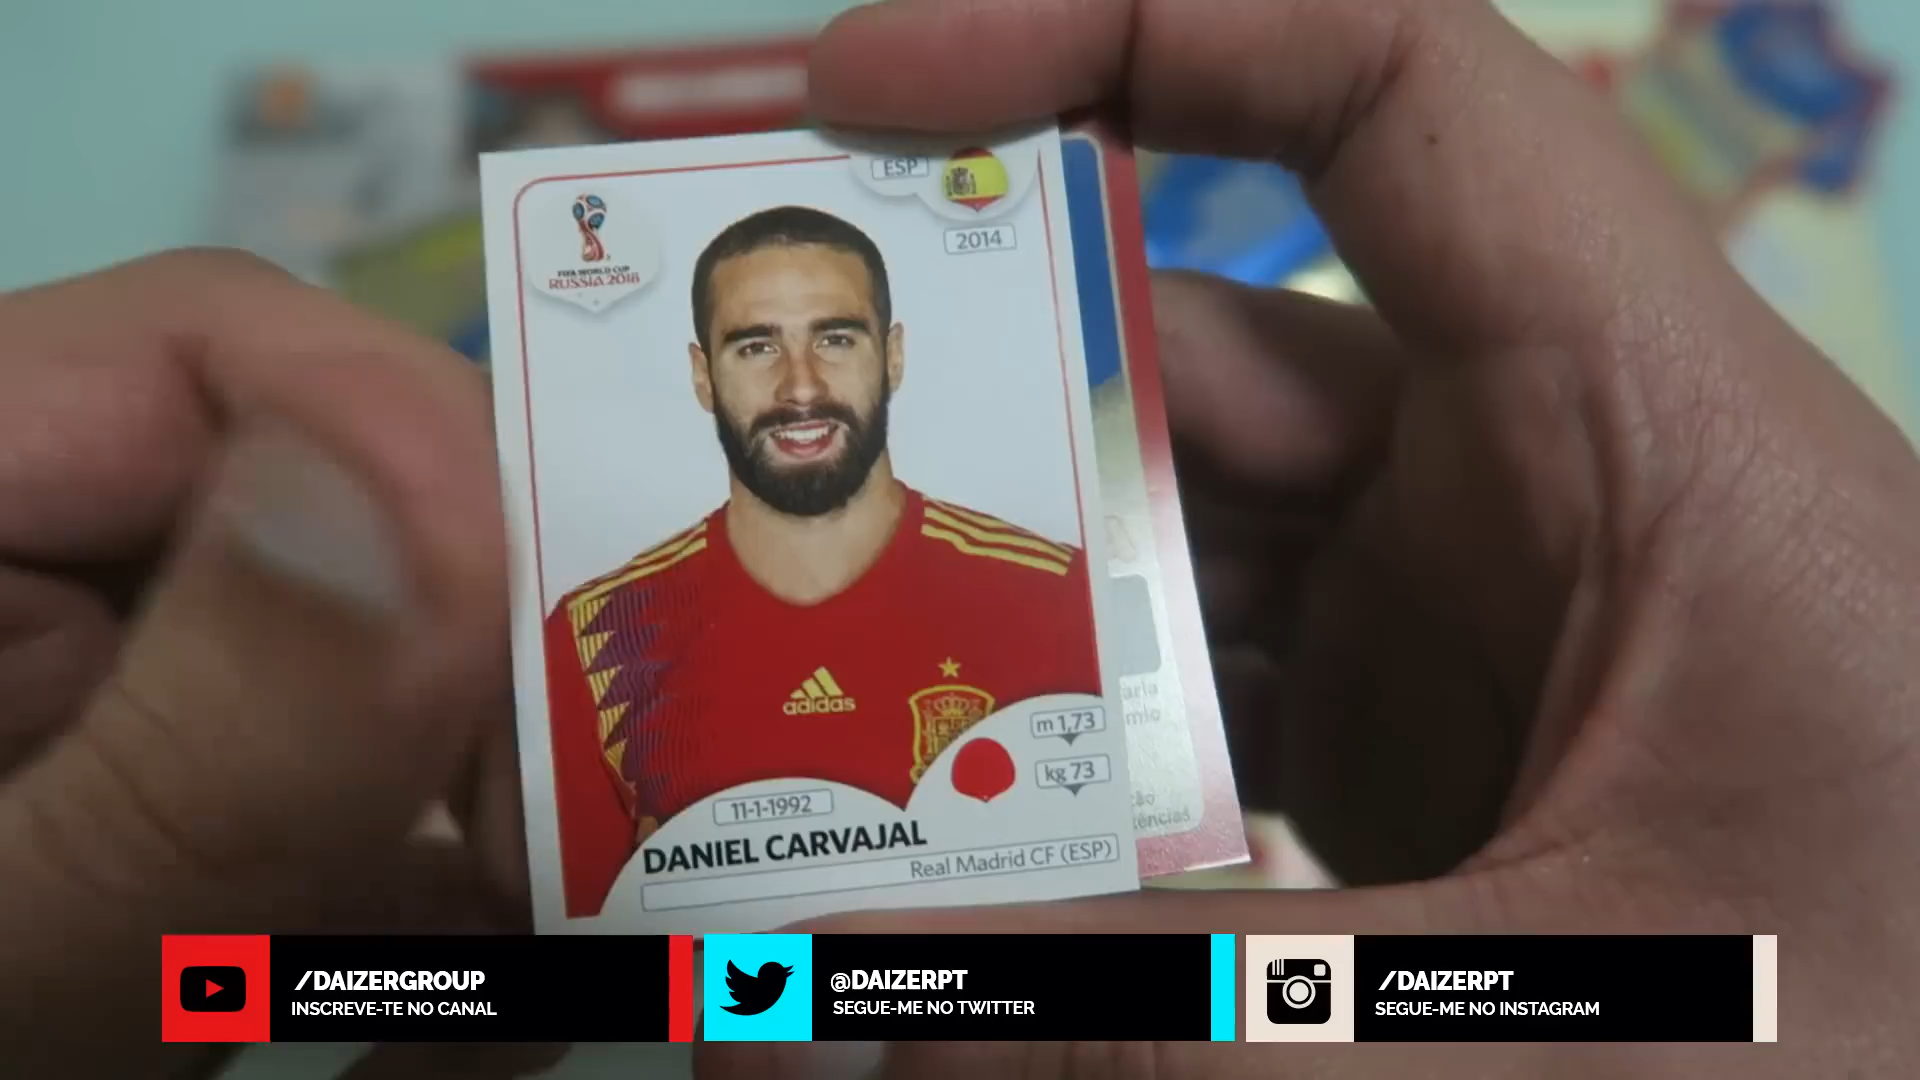 ESP
2014
FIFA WORLD CUP
RUSSIA 2018
adidas
m 1,73
kg 73
11-1-1992
DANIEL CARVAJAL
Real Madrid CF (ESP)
/DAIZERGROUP
INSCREVE-TE NO CANAL
@DAIZERPT
SEGUE-ME NO TWITTER
/DAIZERPT
SEGUE-ME NO INSTAGRAM